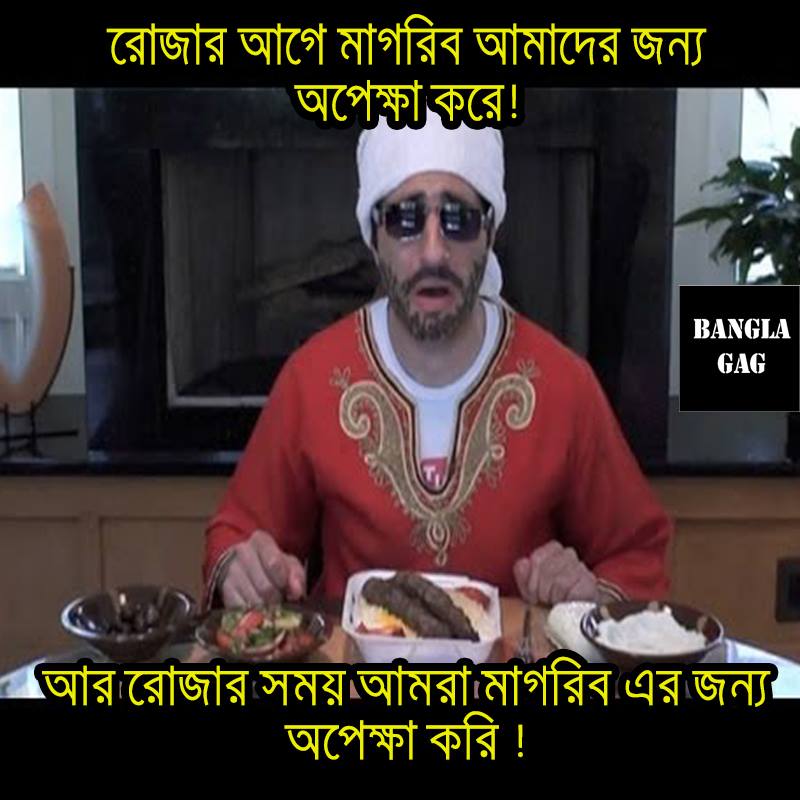 রোজার আগে মাগরিব আমাদের জন্য
অপেক্ষা করে!
BANGLA
GAG
আর রোজার সময় আমরা মাগরিব এর জন্য
অপেক্ষা করি !